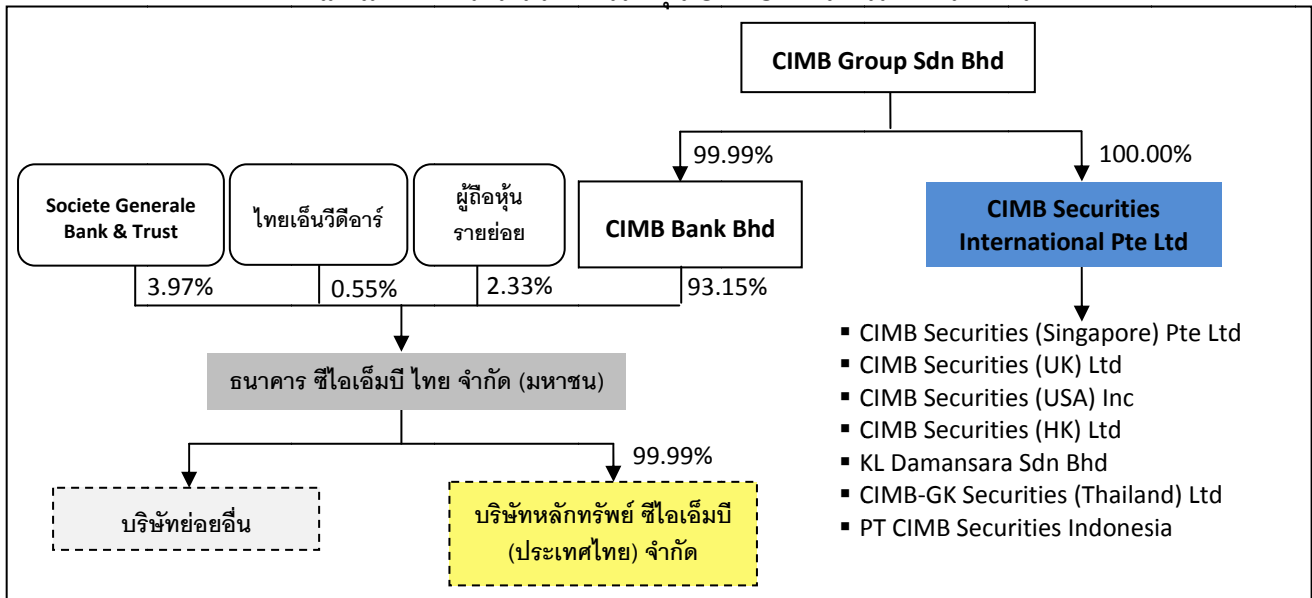 CIMB Group Sdn Bhd
99.99%
100.00%
Societe Generale
Bank & Trust
ไทยเอ็นวีดีอาร์
ผู้ถือหุ้น
รายย่อย
CIMB Bank Bhd
CIMB Securities
International Pte Ltd
3.97%
0.55%
2.33%
93.15%
ธนาคาร ซีไอเอ็มบี ไทย จำกัด (มหาชน)
99.99%
บริษัทย่อยอื่น
บริษัทหลักทรัพย์ ซีไอเอ็มบี
(ประเทศไทย) จำกัด
▪ CIMB Securities (Singapore) Pte Ltd
▪ CIMB Securities (UK) Ltd
▪ CIMB Securities (USA) Inc
▪ CIMB Securities (HK) Ltd
▪ KL Damansara Sdn Bhd
▪ CIMB-GK Securities (Thailand) Ltd
▪ PT CIMB Securities Indonesia